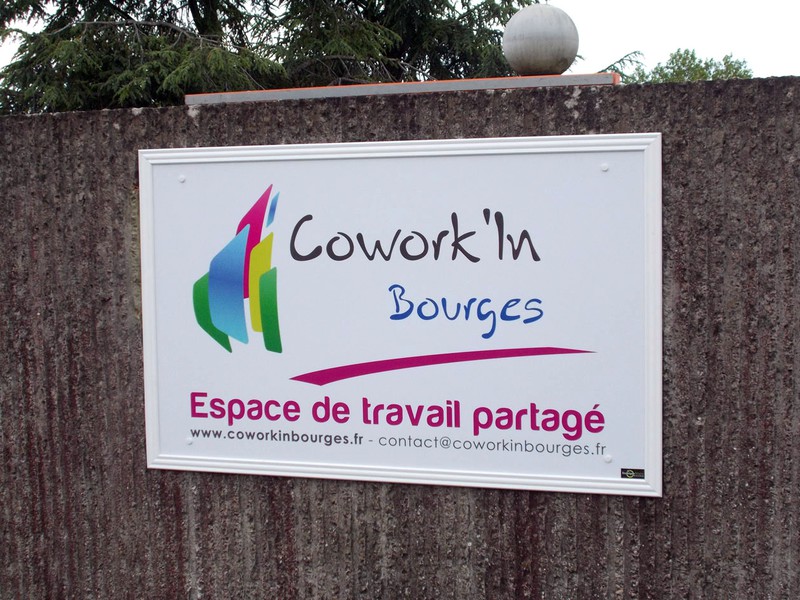 Cowork'In
Bourges
Espace de travail partagé
www.coworkinbourges.fr - contact@coworkinbourges.fr